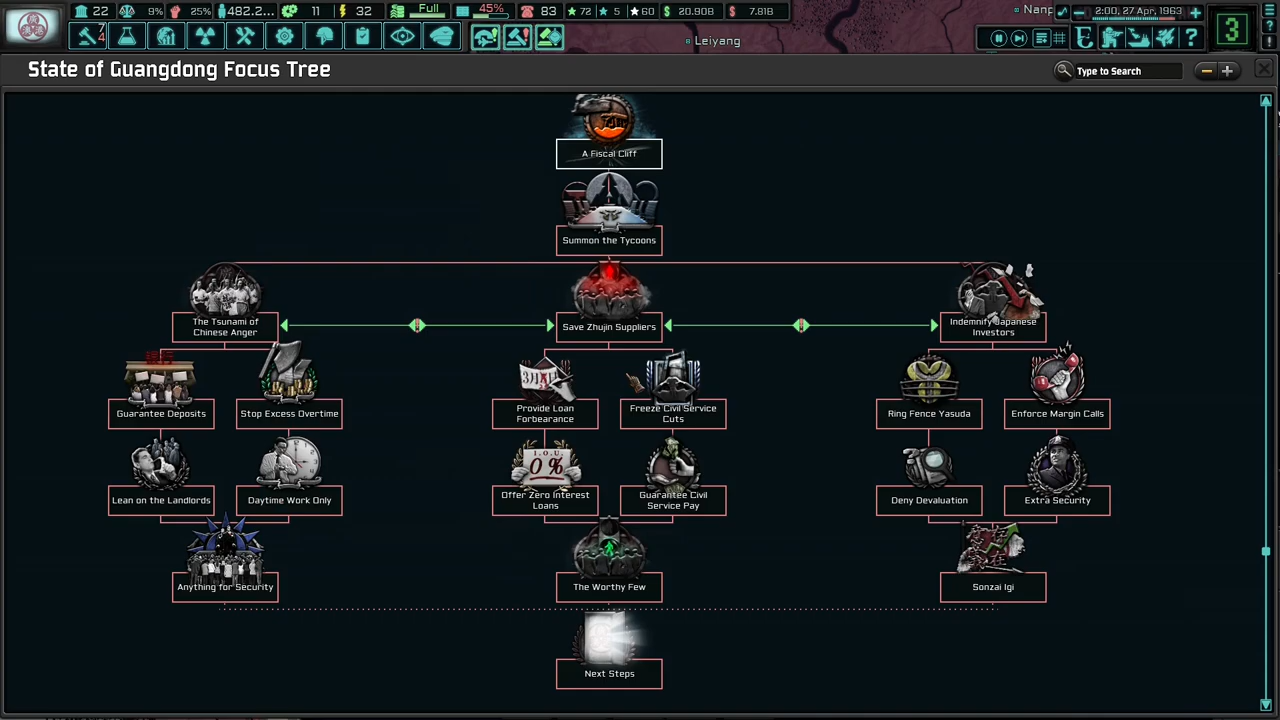 22 9% 25% 482.2... 11 32 Full 45% 83 72 5 60 20.90B 7.81B
Nanp
2:00, 27 Apr, 1963
3
7
4
Leiyang
State of Guangdong Focus Tree
Type to Search
A Fiscal Cliff
Summon the Tycoons
The Tsunami of
Chinese Anger
Save Zhujin Suppliers
Indemnify Japanese
Investors
Guarantee Deposits
Stop Excess Overtime
Provide Loan
Forbearance
Freeze Civil Service
Cuts
Ring Fence Yasuda
Enforce Margin Calls
I.O.U.
0%
Lean on the Landlords
Daytime Work Only
Offer Zero Interest
Loans
Guarantee Civil
Service Pay
Deny Devaluation
Extra Security
Anything for Security
The Worthy Few
Sonzai Igi
Next Steps